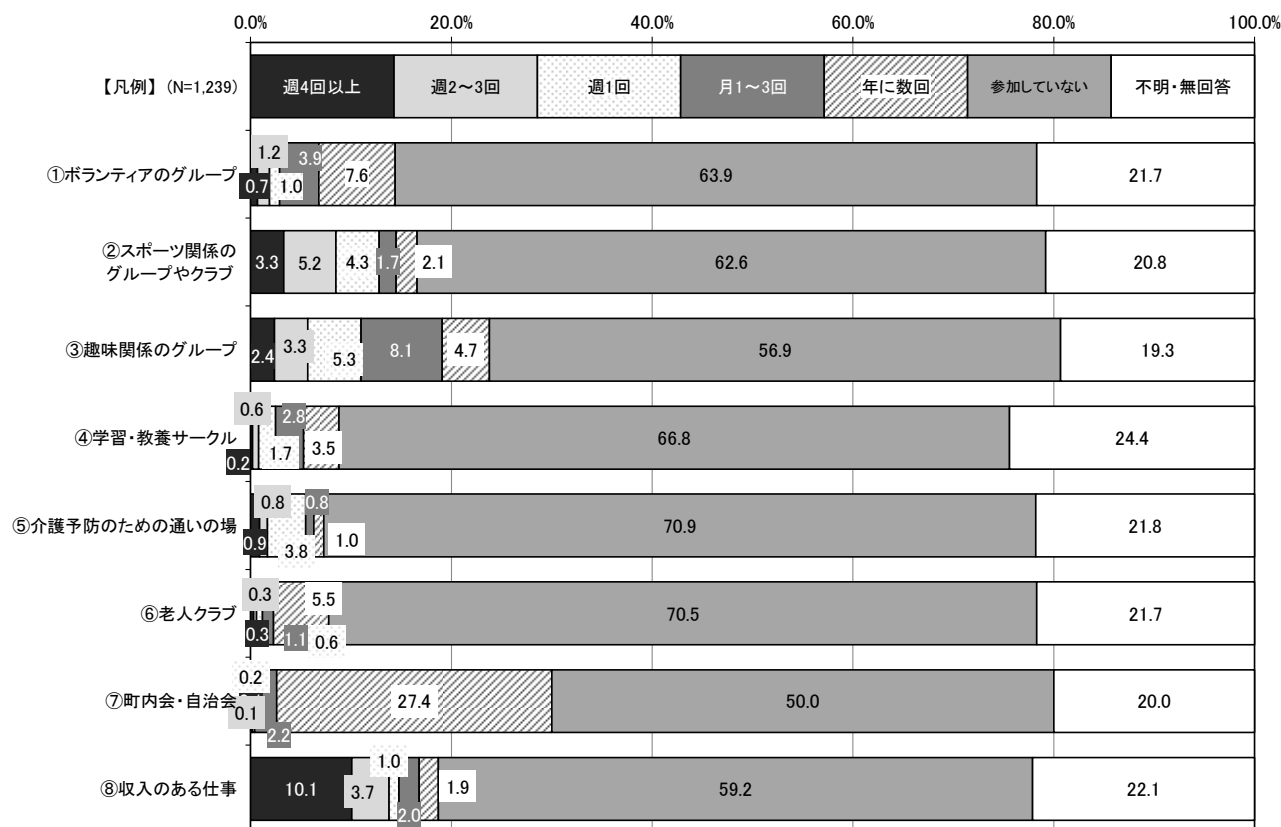 0.0% 20.0% 40.0% 60.0% 80.0% 100.0%
【凡例】 (N=1,239) 週4回以上 週2～3回 週1回 月1～3回 年に数回 参加していない 不明・無回答
①ボランティアのグループ 0.7 1.2 1.0 3.9 7.6 63.9 21.7
②スポーツ関係の
グループやクラブ 3.3 5.2 4.3 1.7 2.1 62.6 20.8
③趣味関係のグループ 2.4 3.3 5.3 8.1 4.7 56.9 19.3
④学習・教養サークル 0.2 0.6 1.7 2.8 3.5 66.8 24.4
⑤介護予防のための通いの場 0.9 0.8 3.8 0.8 1.0 70.9 21.8
⑥老人クラブ 0.3 0.3 0.6 1.1 5.5 70.5 21.7
⑦町内会・自治会 0.1 0.2 2.2 27.4 50.0 20.0
⑧収入のある仕事 10.1 3.7 1.0 2.0 1.9 59.2 22.1